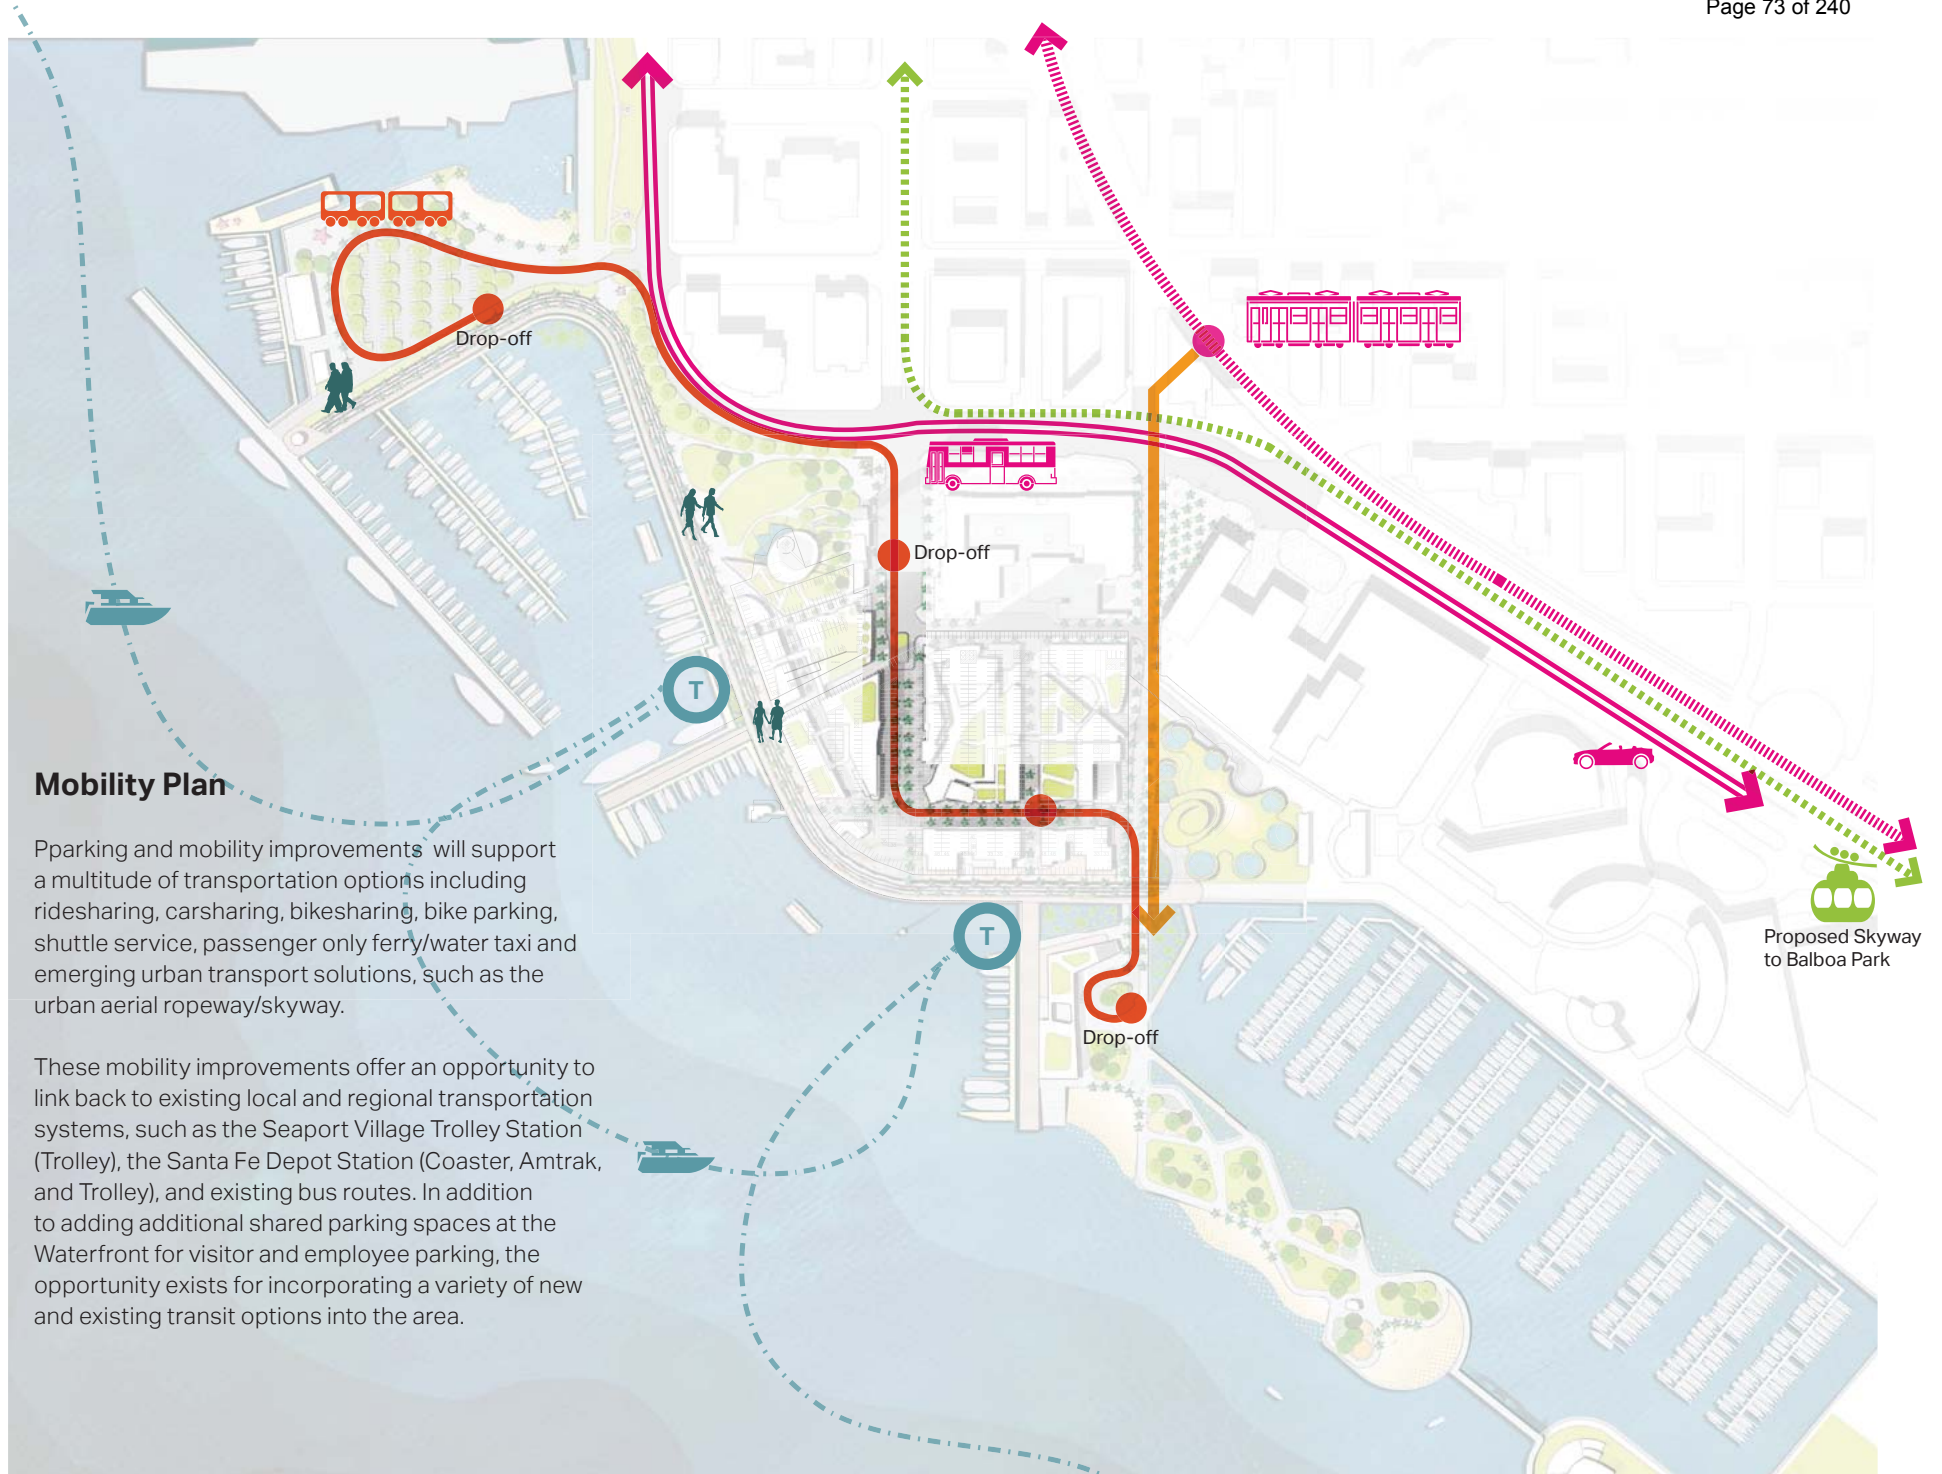 Page 73 of 240
Drop-off
Drop-off
T
T
Mobility Plan
Pparking and mobility improvements will support
a multitude of transportation options including
ridesharing, carsharing, bikesharing, bike parking,
shuttle service, passenger only ferry/water taxi and
emerging urban transport solutions, such as the
urban aerial ropeway/skyway.
These mobility improvements offer an opportunity to
link back to existing local and regional transportation
systems, such as the Seaport Village Trolley Station
(Trolley), the Santa Fe Depot Station (Coaster, Amtrak,
and Trolley), and existing bus routes. In addition
to adding additional shared parking spaces at the
Waterfront for visitor and employee parking, the
opportunity exists for incorporating a variety of new
and existing transit options into the area.
Proposed Skyway
to Balboa Park
Drop-off